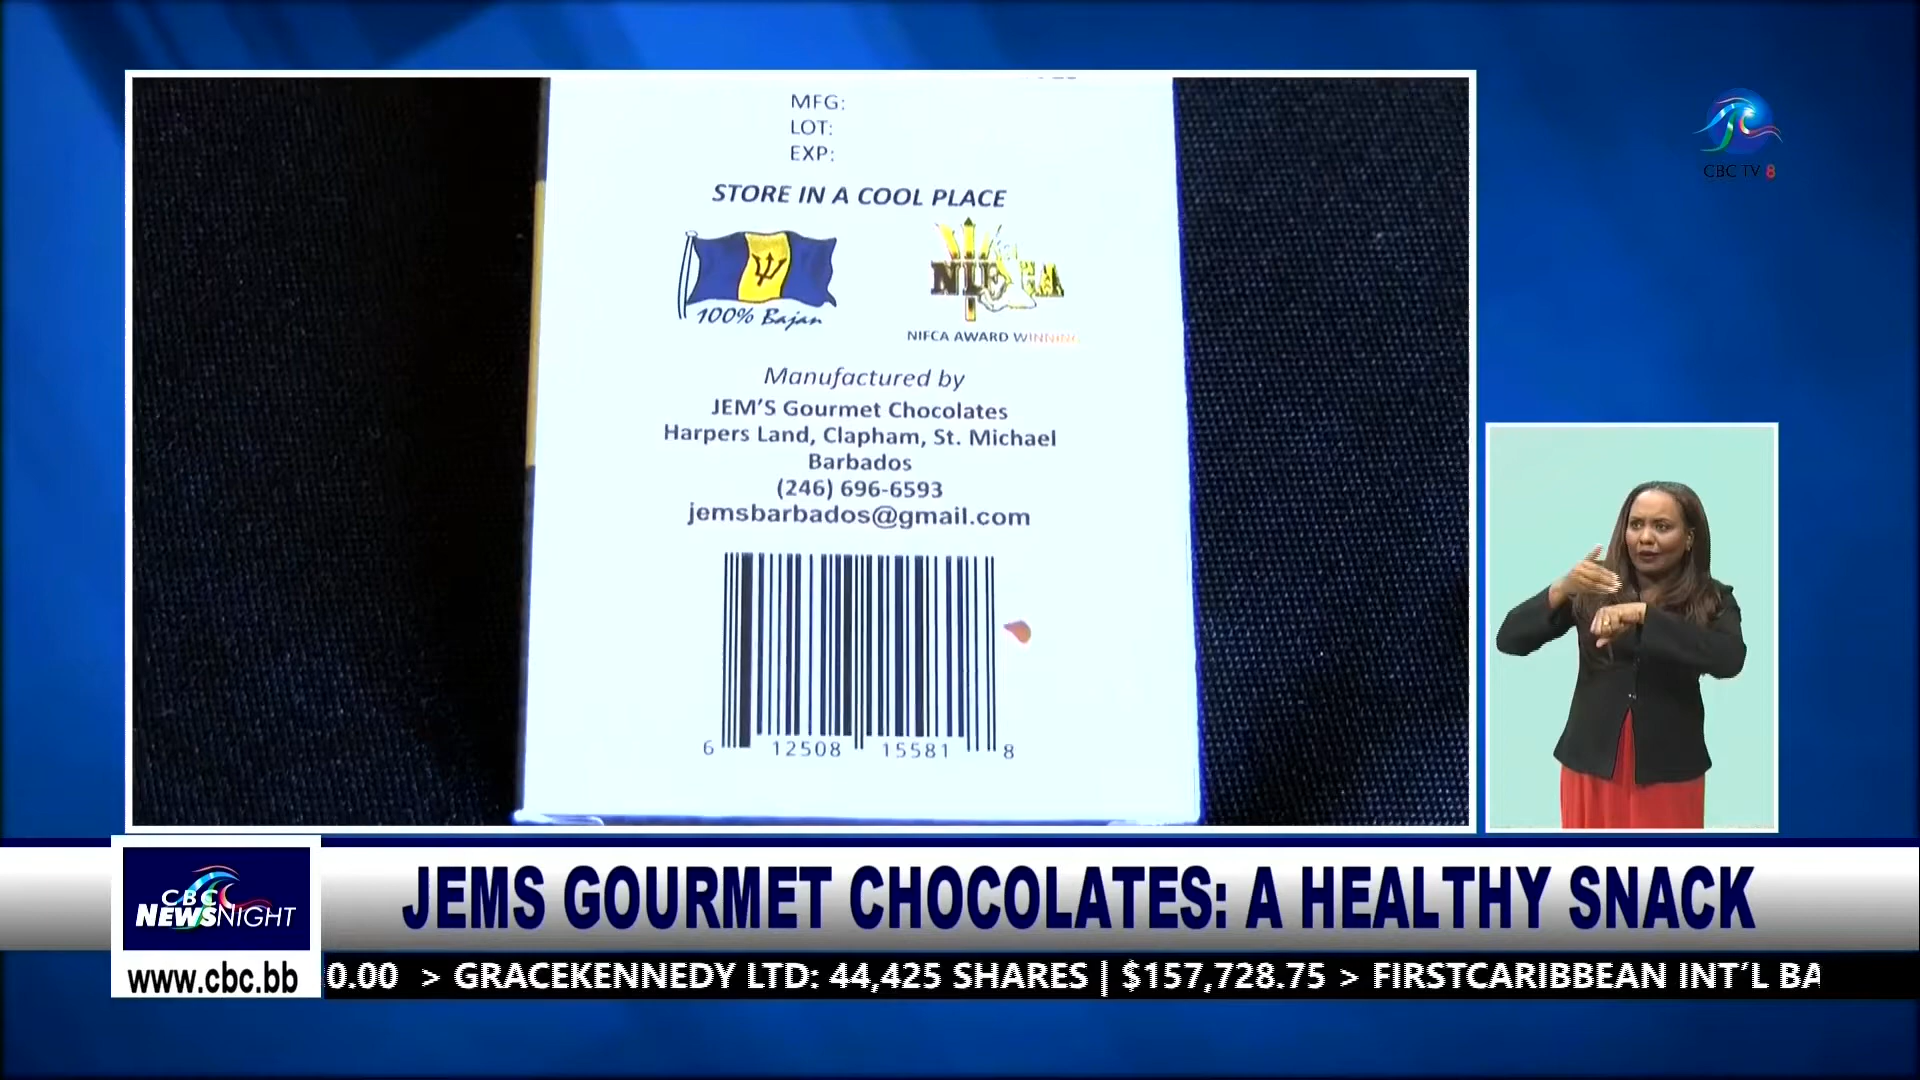 MFG:
LOT:
EXP:
STORE IN A COOL PLACE
100% Bajan
NIFCA
NIFCA AWARD WINNING
Manufactured by
JEM'S Gourmet Chocolates
Harpers Land, Clapham, St. Michael
Barbados
(246) 696-6593
jemsbarbados@gmail.com
6 12508 15581 8
CBC TV 8
CBC
NEWSNIGHT
JEMS GOURMET CHOCOLATES: A HEALTHY SNACK
www.cbc.bb
0.00 > GRACEKENNEDY LTD: 44,425 SHARES | $157,728.75 > FIRSTCARIBBEAN INT'L BA